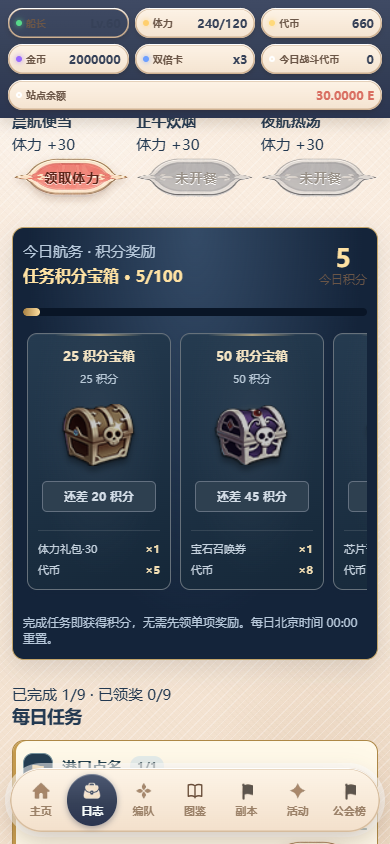 船长 Lv.60
体力 240/120
代币 660
金币 2000000
双倍卡 x3
今日战斗代币 0
站点余额 30.0000 E
晨航便当 正午炊烟 夜航热汤
体力 +30 体力 +30 体力 +30
领取体力 未开餐 未开餐
今日航务 · 积分奖励
任务积分宝箱 • 5/100
5
今日积分
25 积分宝箱
25 积分
还差 20 积分
体力礼包·30 ×1
代币 ×5
50 积分宝箱
50 积分
还差 45 积分
宝石召唤券 ×1
代币 ×8
芯片
代币
完成任务即获得积分，无需先领单项奖励。每日北京时间 00:00
重置。
已完成 1/9 · 已领奖 0/9
每日任务
港口点名 1/1
主页 日志 编队 图鉴 副本 活动 公会榜